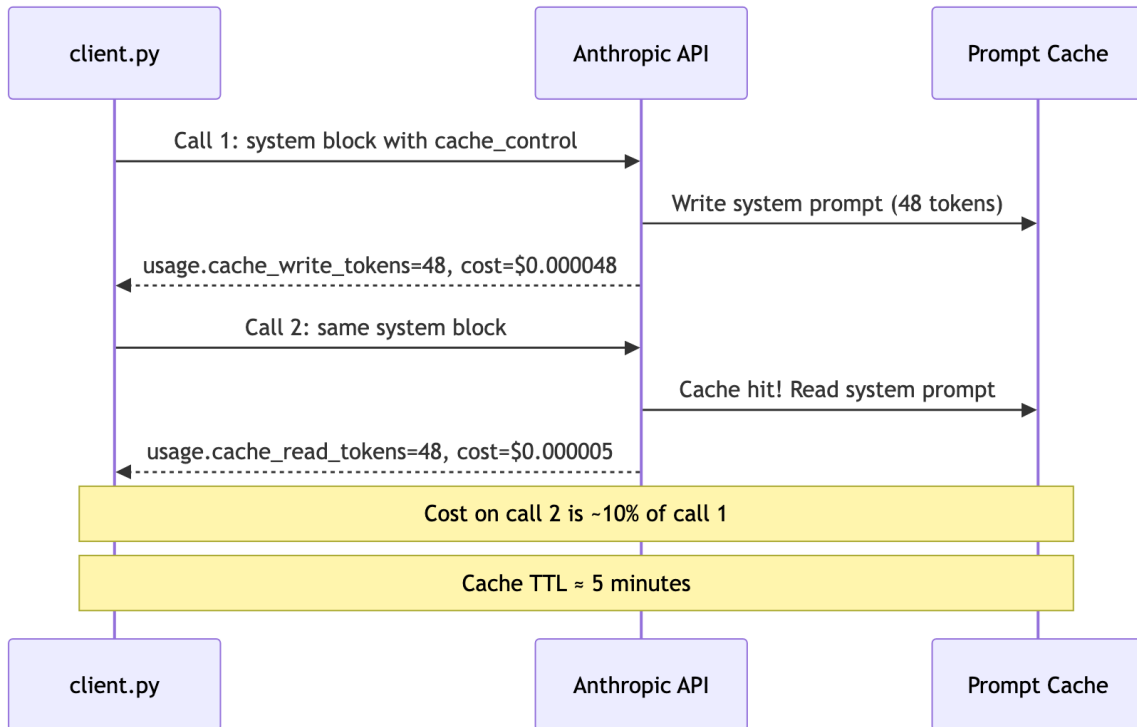 client.py
Anthropic API
Prompt Cache
Call 1: system block with cache_control
Write system prompt (48 tokens)
usage.cache_write_tokens=48, cost=$0.000048
Call 2: same system block
Cache hit! Read system prompt
usage.cache_read_tokens=48, cost=$0.000005
Cost on call 2 is ~10% of call 1
Cache TTL ≈ 5 minutes
client.py
Anthropic API
Prompt Cache